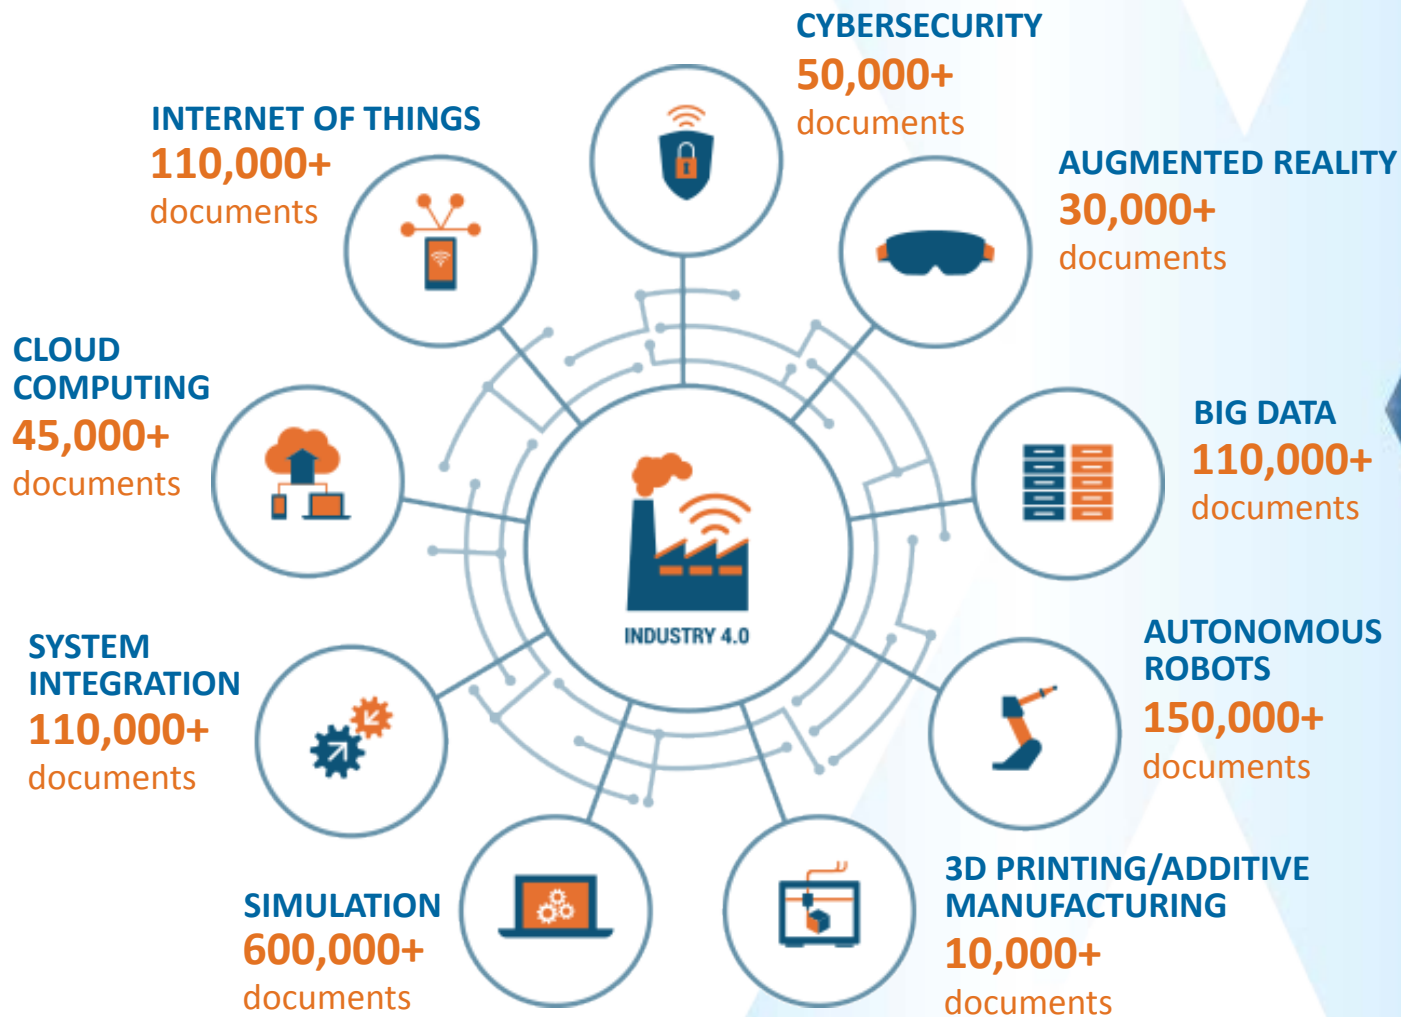 CYBERSECURITY
50,000+
documents
INTERNET OF THINGS
110,000+
documents
AUGMENTED REALITY
30,000+
documents
CLOUD
COMPUTING
45,000+
documents
BIG DATA
110,000+
documents
INDUSTRY 4.0
SYSTEM
INTEGRATION
110,000+
documents
AUTONOMOUS
ROBOTS
150,000+
documents
SIMULATION
600,000+
documents
3D PRINTING/ADDITIVE
MANUFACTURING
10,000+
documents